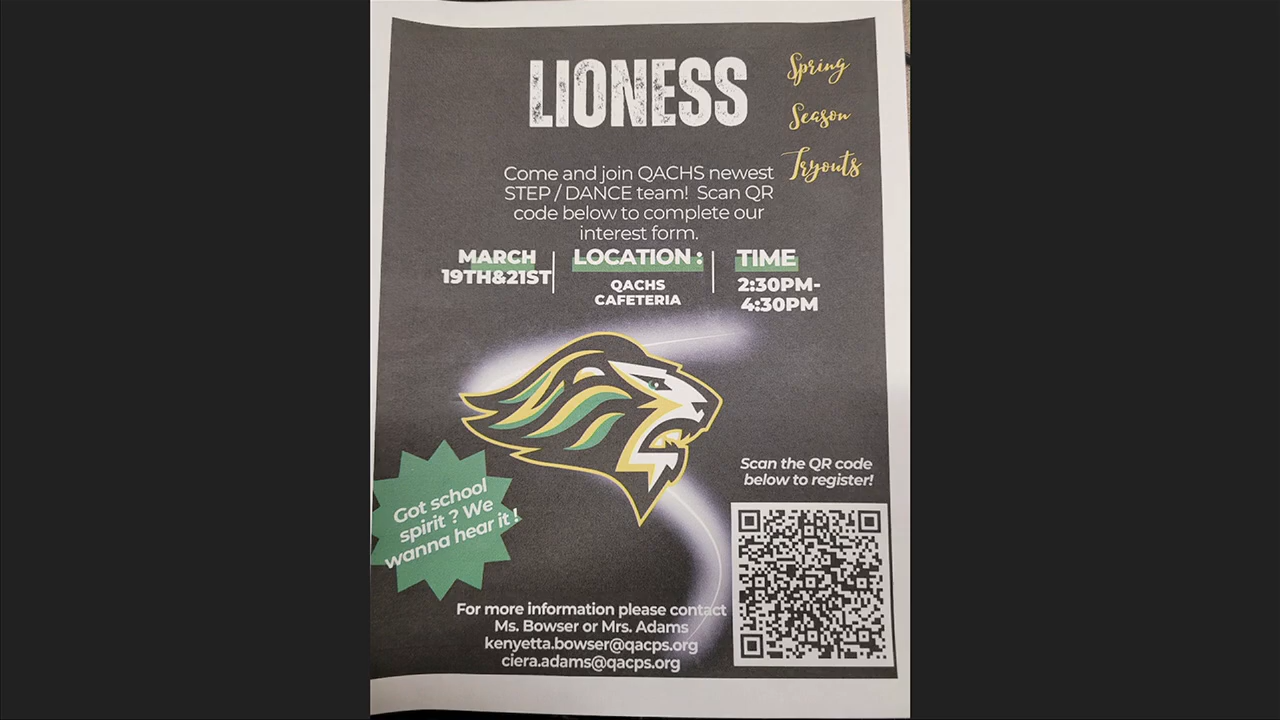 LIONESS
Spring
Season
Tryouts
Come and join QACHS newest
STEP / DANCE team! Scan QR
code below to complete our
interest form.
MARCH
19TH&21ST
LOCATION :
QACHS
CAFETERIA
TIME
2:30PM-
4:30PM
Got school
spirit ? We
wanna hear it !
Scan the QR code
below to register!
For more information please contact
Ms. Bowser or Mrs. Adams
kenyetta.bowser@qacps.org
ciera.adams@qacps.org